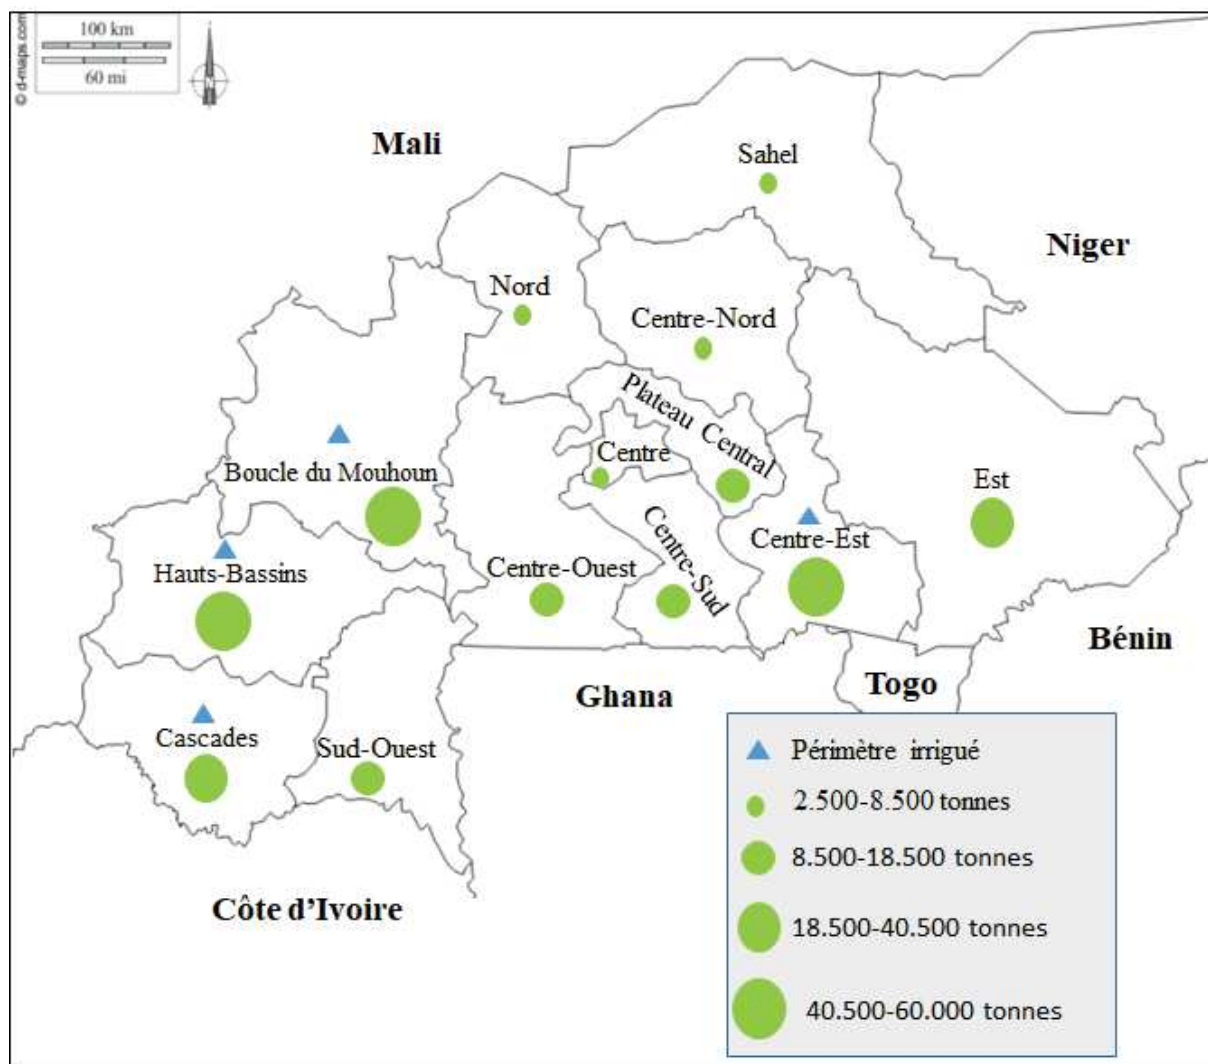 © d-maps.com
100 km
60 mi
Mali
Sahel
Niger
Nord
Centre-Nord
Plateau Central
Centre
Boucle du Mouhoun
Est
Centre-Est
Hauts-Bassins
Centre-Ouest
Centre-Sud
Bénin
Togo
Ghana
Cascades
Sud-Ouest
Côte d’Ivoire
Périmètre irrigué
2.500-8.500 tonnes
8.500-18.500 tonnes
18.500-40.500 tonnes
40.500-60.000 tonnes